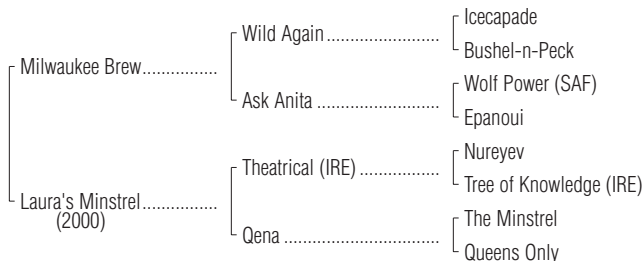 Icecapade
Wild Again
Bushel-n-Peck
Milwaukee Brew
Wolf Power (SAF)
Ask Anita
Epanoui
Nureyev
Theatrical (IRE)
Tree of Knowledge (IRE)
Laura's Minstrel
(2000)
The Minstrel
Qena
Queens Only